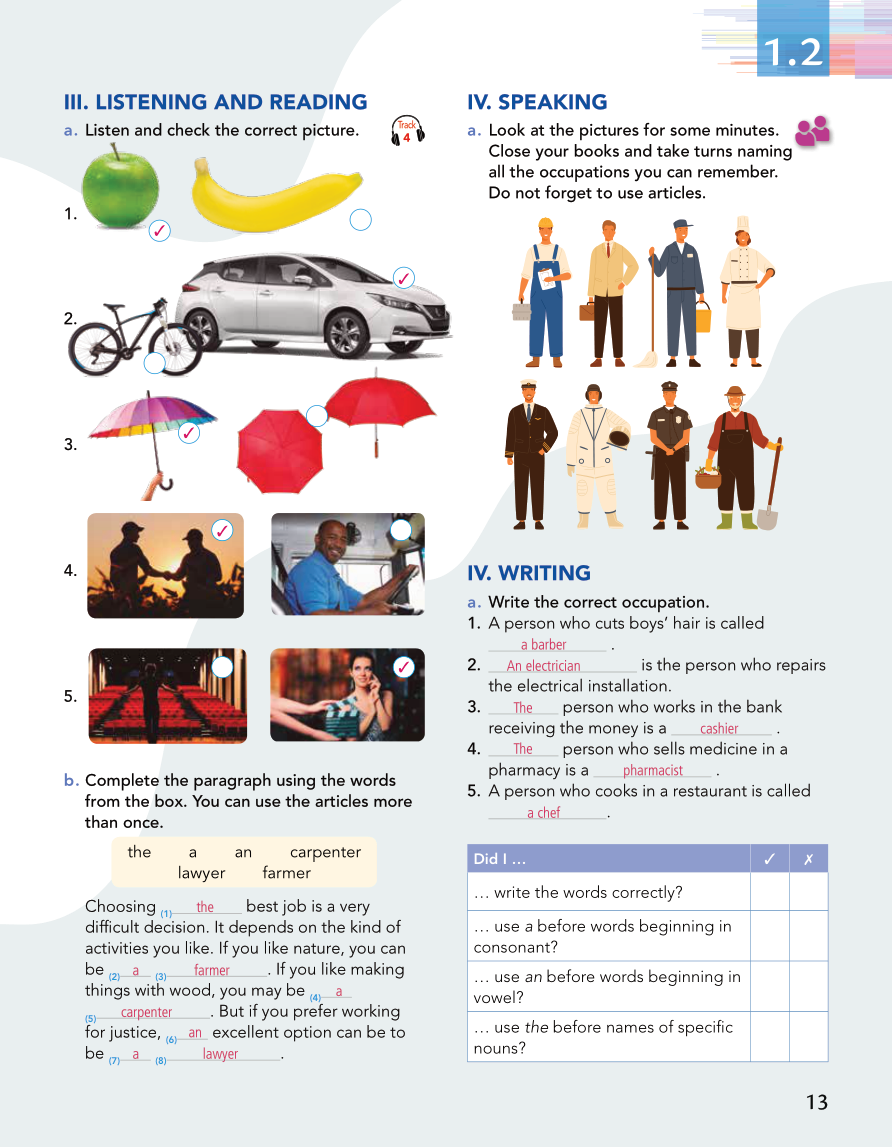 1.2
III. LISTENING AND READING
a. Listen and check the correct picture.
Track
4
1.
✓
2.
✓
3.
✓
4.
✓
5.
✓
b. Complete the paragraph using the words
from the box. You can use the articles more
than once.
the a an carpenter
lawyer farmer
Choosing (1) the best job is a very
difficult decision. It depends on the kind of
activities you like. If you like nature, you can
be (2) a (3) farmer. If you like making
things with wood, you may be (4) a
(5) carpenter. But if you prefer working
for justice, (6) an excellent option can be to
be (7) a (8) lawyer.
IV. SPEAKING
a. Look at the pictures for some minutes.
Close your books and take turns naming
all the occupations you can remember.
Do not forget to use articles.
IV. WRITING
a. Write the correct occupation.
1. A person who cuts boys’ hair is called
a barber.
2. An electrician is the person who repairs
the electrical installation.
3. The person who works in the bank
receiving the money is a cashier.
4. The person who sells medicine in a
pharmacy is a pharmacist.
5. A person who cooks in a restaurant is called
a chef.
Did I ... ✓ ✗
... write the words correctly?
... use a before words beginning in
consonant?
... use an before words beginning in
vowel?
... use the before names of specific
nouns?
13